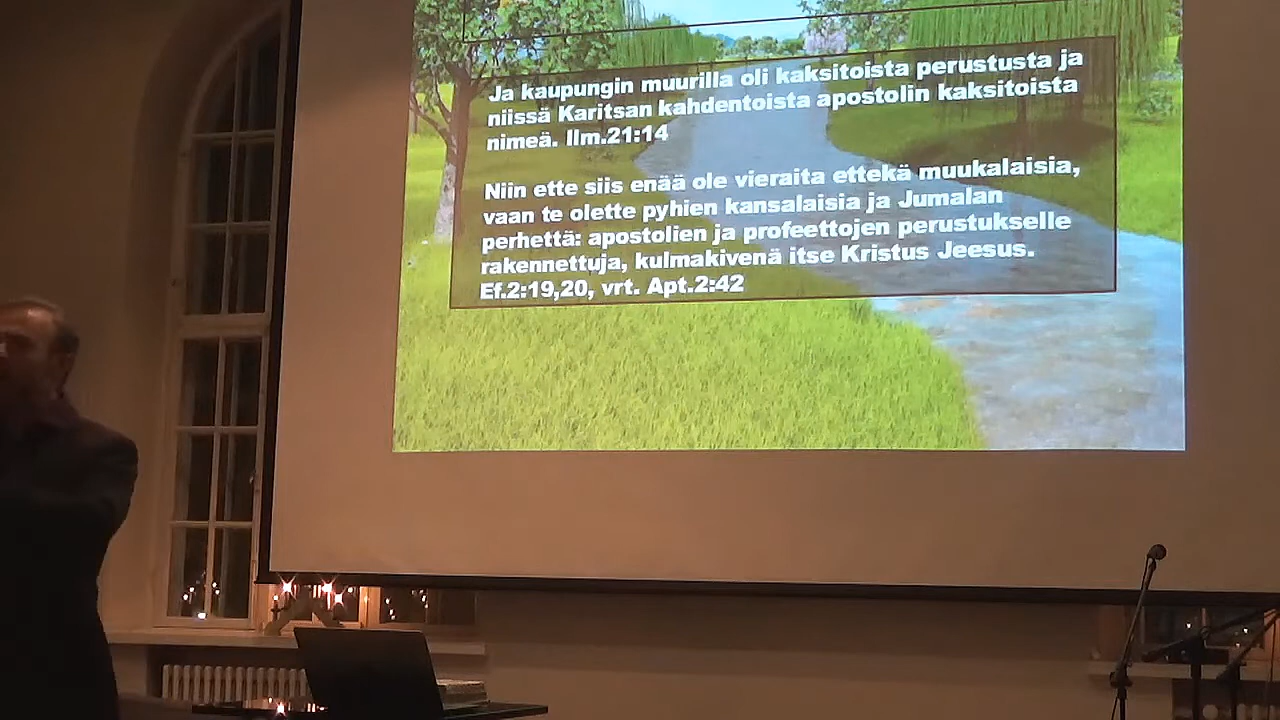 Ja kaupungin muurilla oli kaksitoista perustusta ja
niissä Karitsan kahdentoista apostolin kaksitoista
nimeä. Ilm.21:14
Niin ette siis enää ole vieraita ettekä muukalaisia,
vaan te olette pyhien kansalaisia ja Jumalan
perhettä: apostolien ja profeettojen perustukselle
rakennettuja, kulmakivenä itse Kristus Jeesus.
Ef.2:19,20, vrt. Apt.2:42